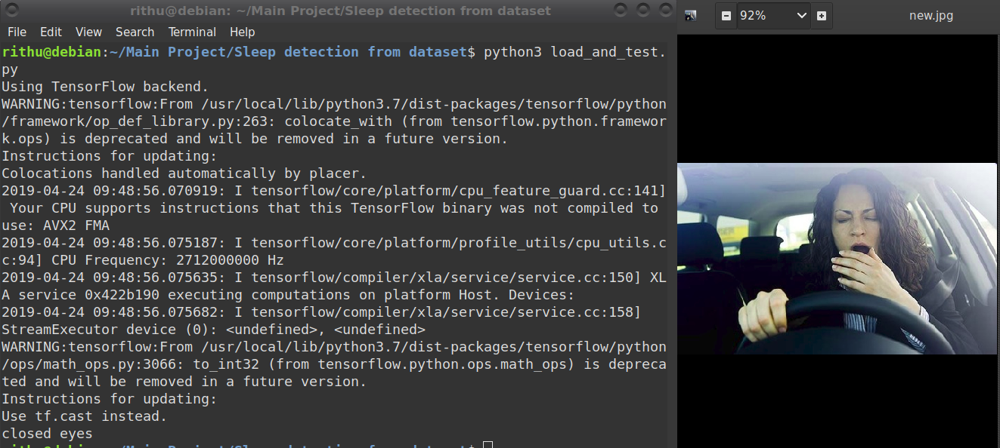 rithu@debian: ~/Main Project/Sleep detection from dataset
92%
new.jpg
File Edit View Search Terminal Help
rithu@debian:~/Main Project/Sleep detection from dataset$ python3 load_and_test.
py
Using TensorFlow backend.
WARNING:tensorflow:From /usr/local/lib/python3.7/dist-packages/tensorflow/python
/framework/op_def_library.py:263: colocate_with (from tensorflow.python.framewor
k.ops) is deprecated and will be removed in a future version.
Instructions for updating:
Colocations handled automatically by placer.
2019-04-24 09:48:56.070919: I tensorflow/core/platform/cpu_feature_guard.cc:141]
 Your CPU supports instructions that this TensorFlow binary was not compiled to
use: AVX2 FMA
2019-04-24 09:48:56.075187: I tensorflow/core/platform/profile_utils/cpu_utils.c
c:94] CPU Frequency: 2712000000 Hz
2019-04-24 09:48:56.075635: I tensorflow/compiler/xla/service/service.cc:150] XL
A service 0x422b190 executing computations on platform Host. Devices:
2019-04-24 09:48:56.075682: I tensorflow/compiler/xla/service/service.cc:158]
StreamExecutor device (0): <undefined>, <undefined>
WARNING:tensorflow:From /usr/local/lib/python3.7/dist-packages/tensorflow/python
/ops/math_ops.py:3066: to_int32 (from tensorflow.python.ops.math_ops) is depreca
ted and will be removed in a future version.
Instructions for updating:
Use tf.cast instead.
closed eyes